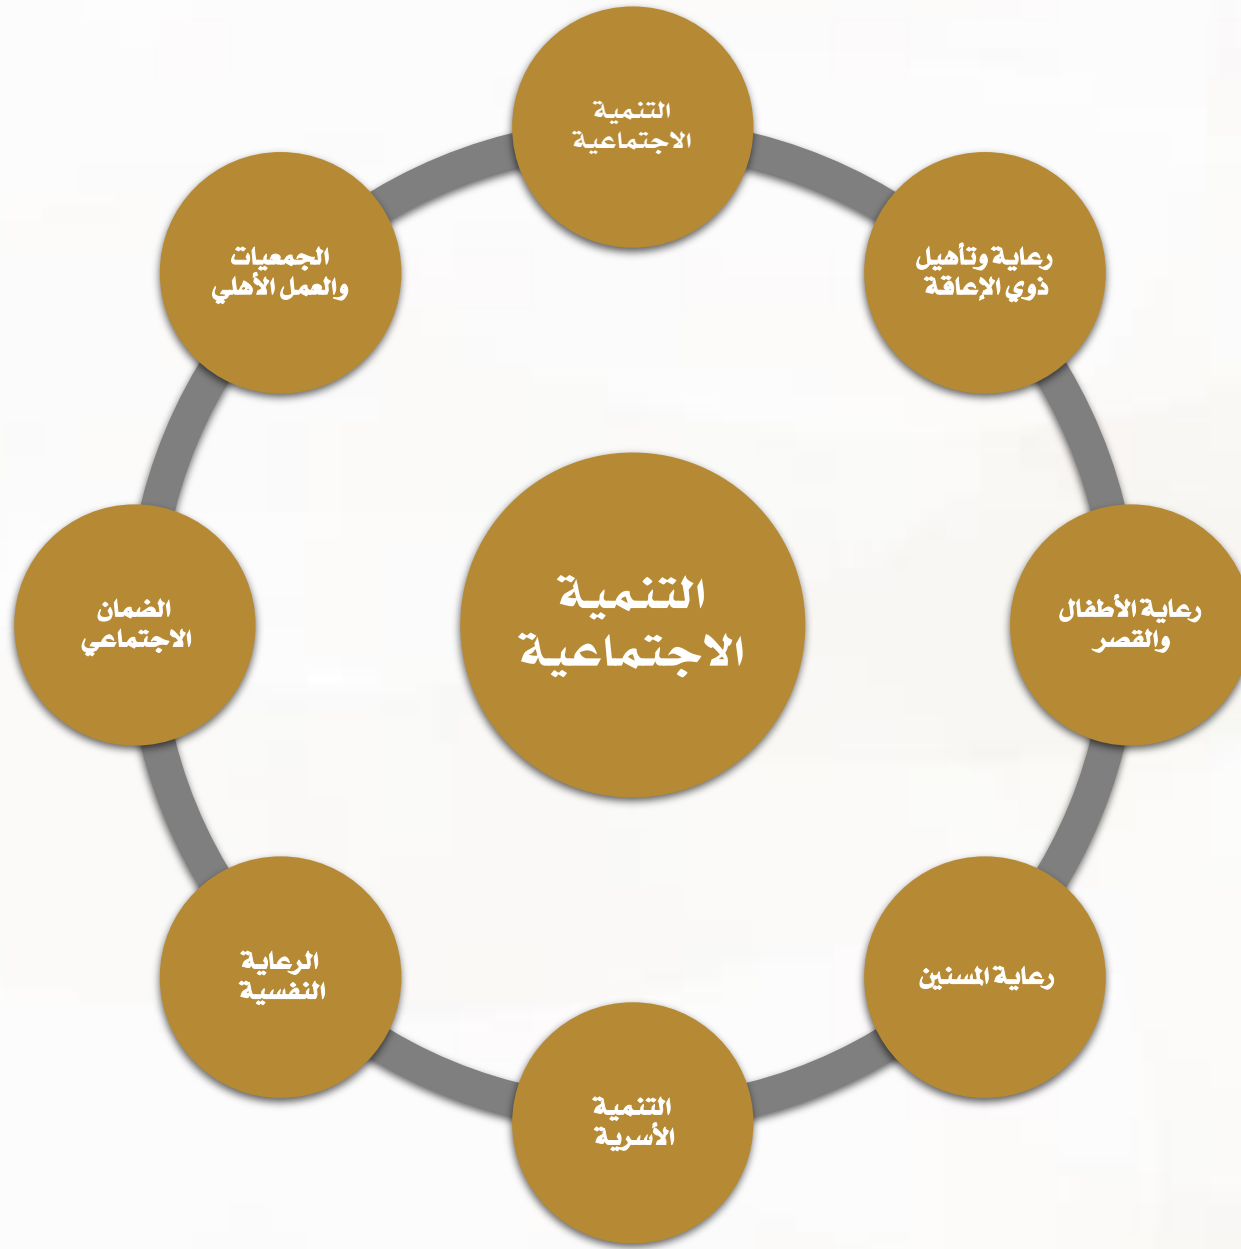 التنمية
الاجتماعية
رعاية وتأهيل
ذوي الإعاقة
رعاية الأطفال
والقصر
رعاية المسنين
التنمية
الأسرية
الرعاية
النفسية
الضمان
الاجتماعي
الجمعيات
والعمل الأهلي
التنمية
الاجتماعية